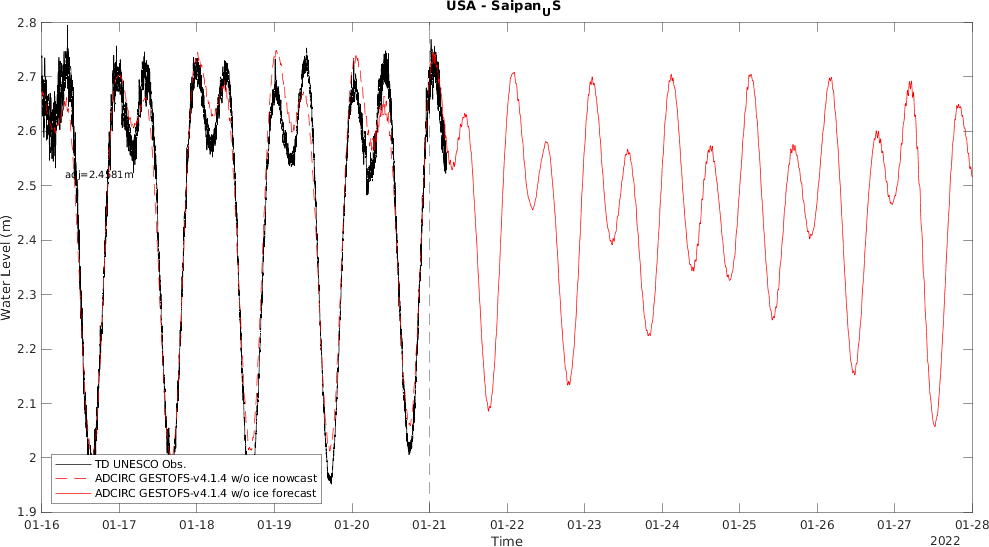 USA - SaipanUS
2.8
2.7
2.6
2.5
2.4
2.3
2.2
2.1
2
1.9
Water Level (m)
adj=2.4581m
TD UNESCO Obs.
ADCIRC GESTOFS-v4.1.4 w/o ice nowcast
ADCIRC GESTOFS-v4.1.4 w/o ice forecast
01-16 01-17 01-18 01-19 01-20 01-21 01-22 01-23 01-24 01-25 01-26 01-27 01-28
Time
2022